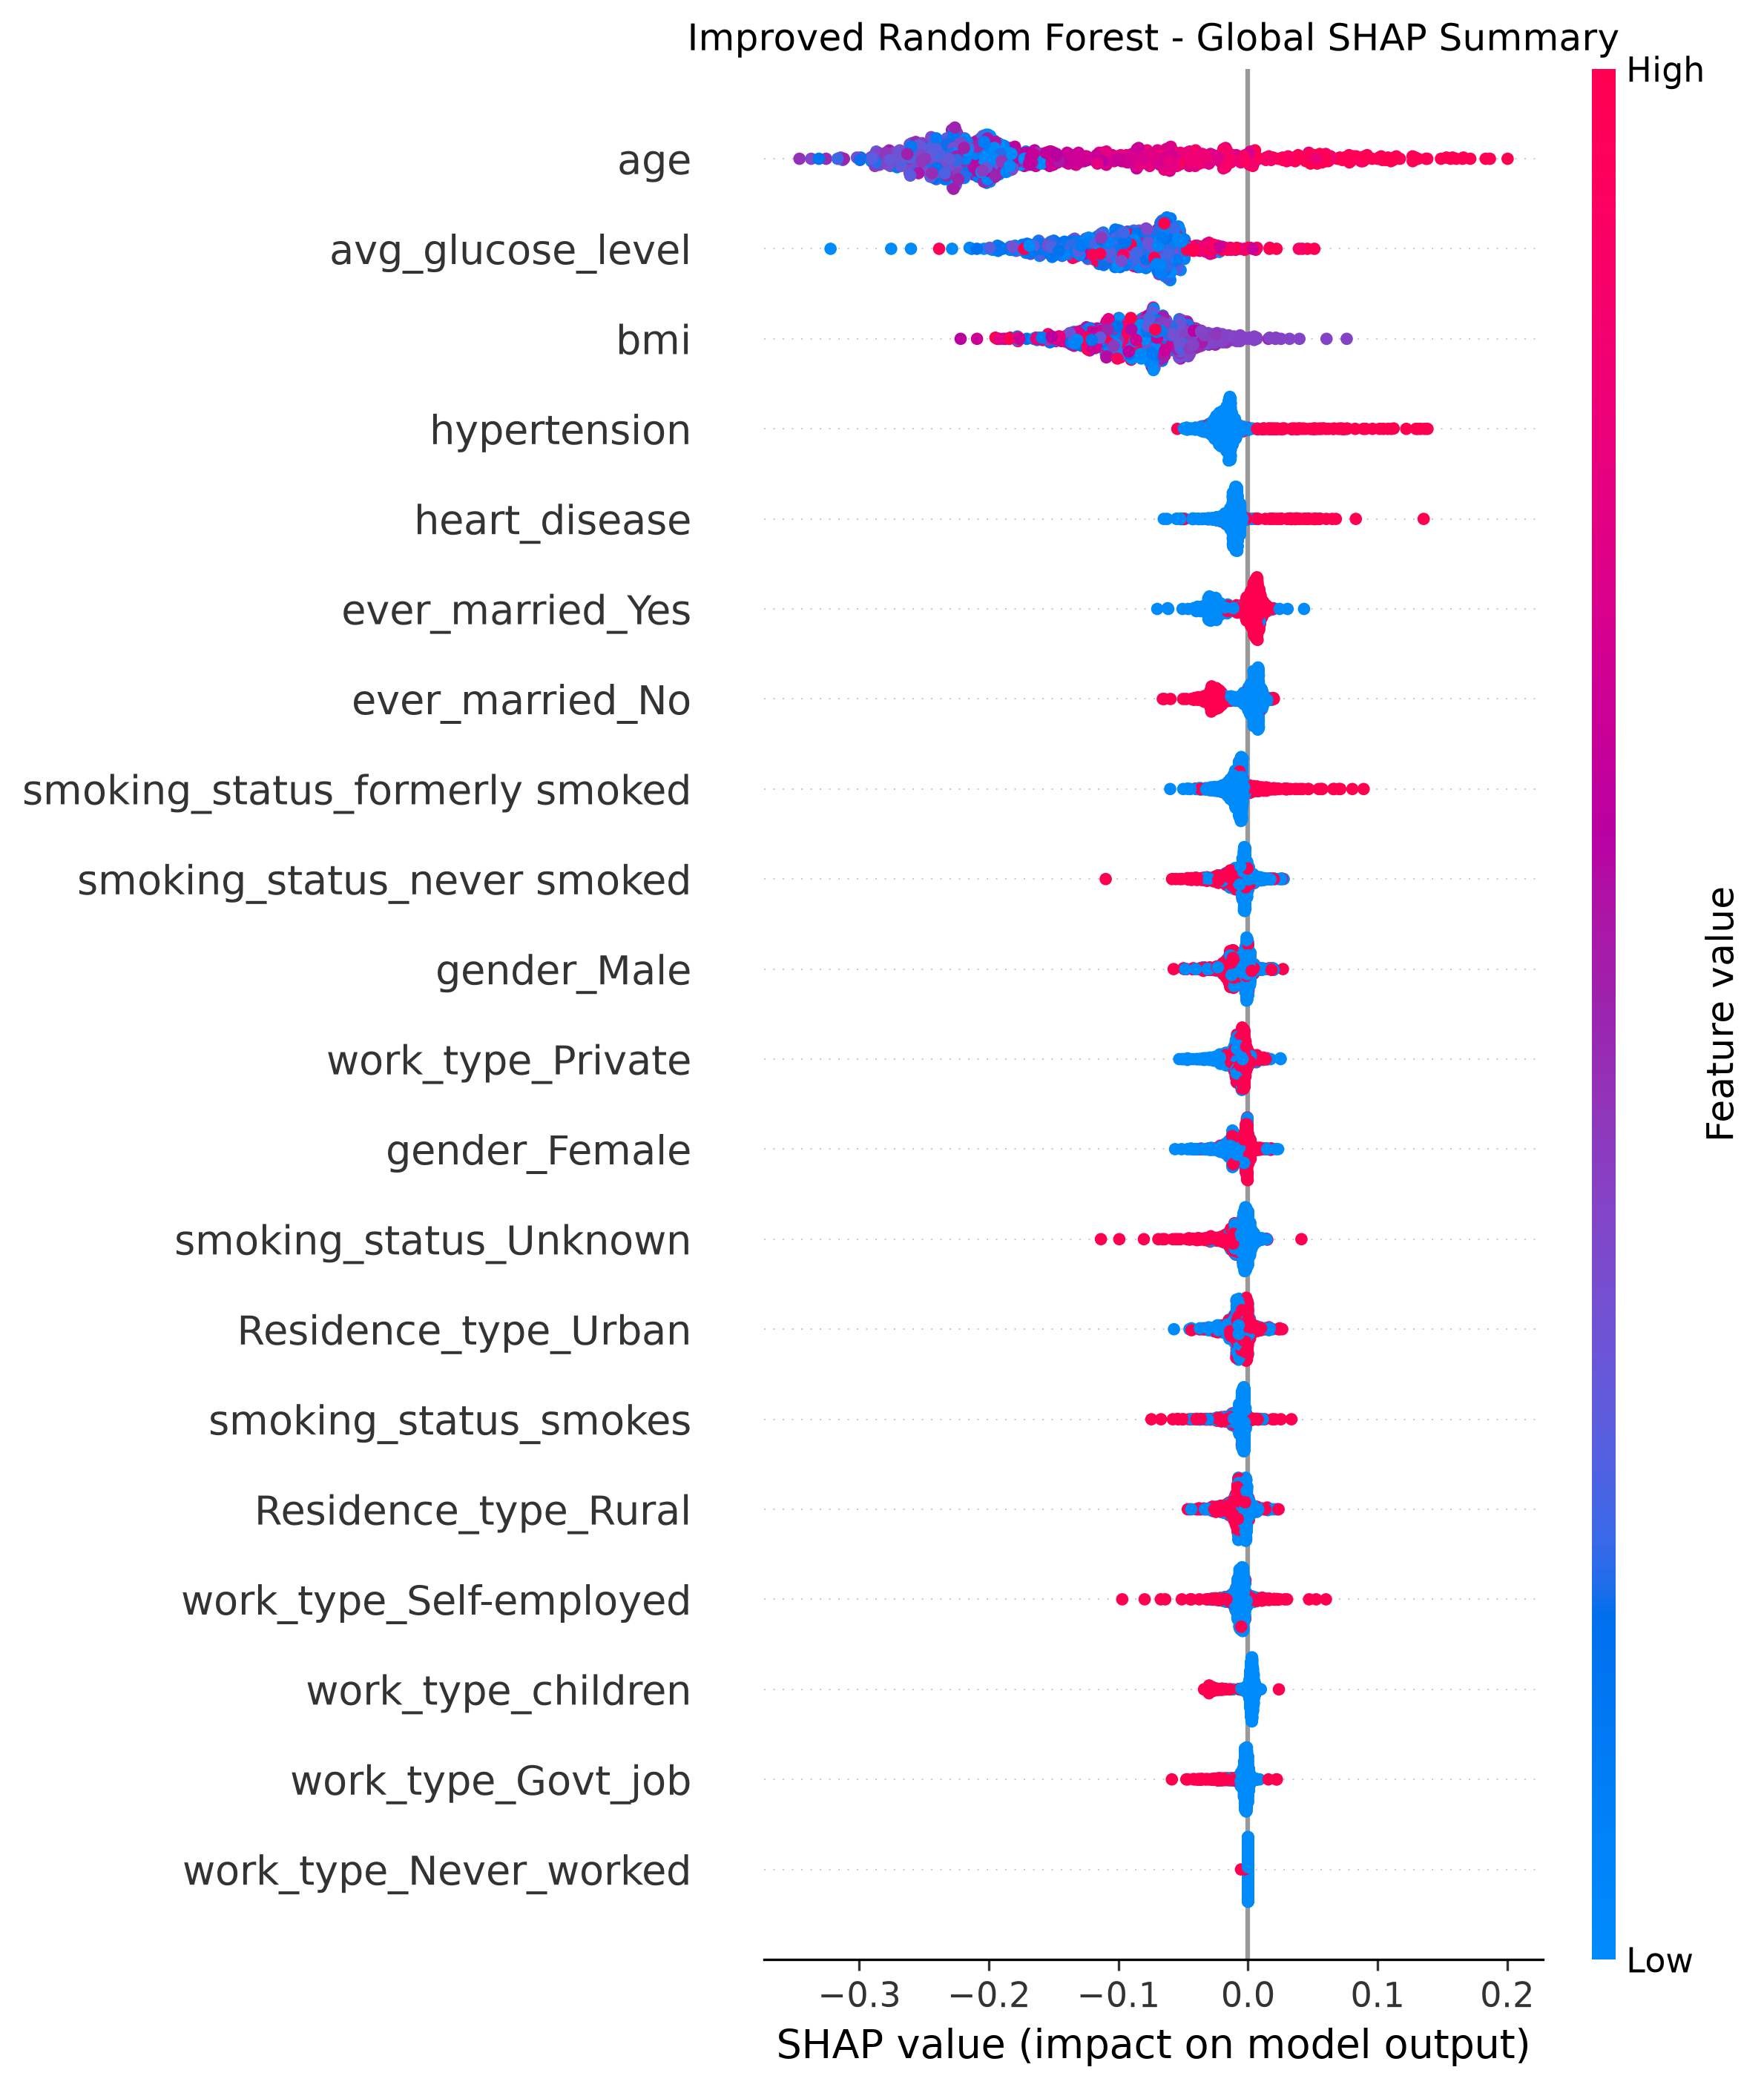 Improved Random Forest - Global SHAP Summary
High
age
avg_glucose_level
bmi
hypertension
heart_disease
ever_married_Yes
ever_married_No
smoking_status_formerly smoked
smoking_status_never smoked
gender_Male
work_type_Private
gender_Female
smoking_status_Unknown
Residence_type_Urban
smoking_status_smokes
Residence_type_Rural
work_type_Self-employed
work_type_children
work_type_Govt_job
work_type_Never_worked
Feature value
Low
−0.3 −0.2 −0.1 0.0 0.1 0.2
SHAP value (impact on model output)